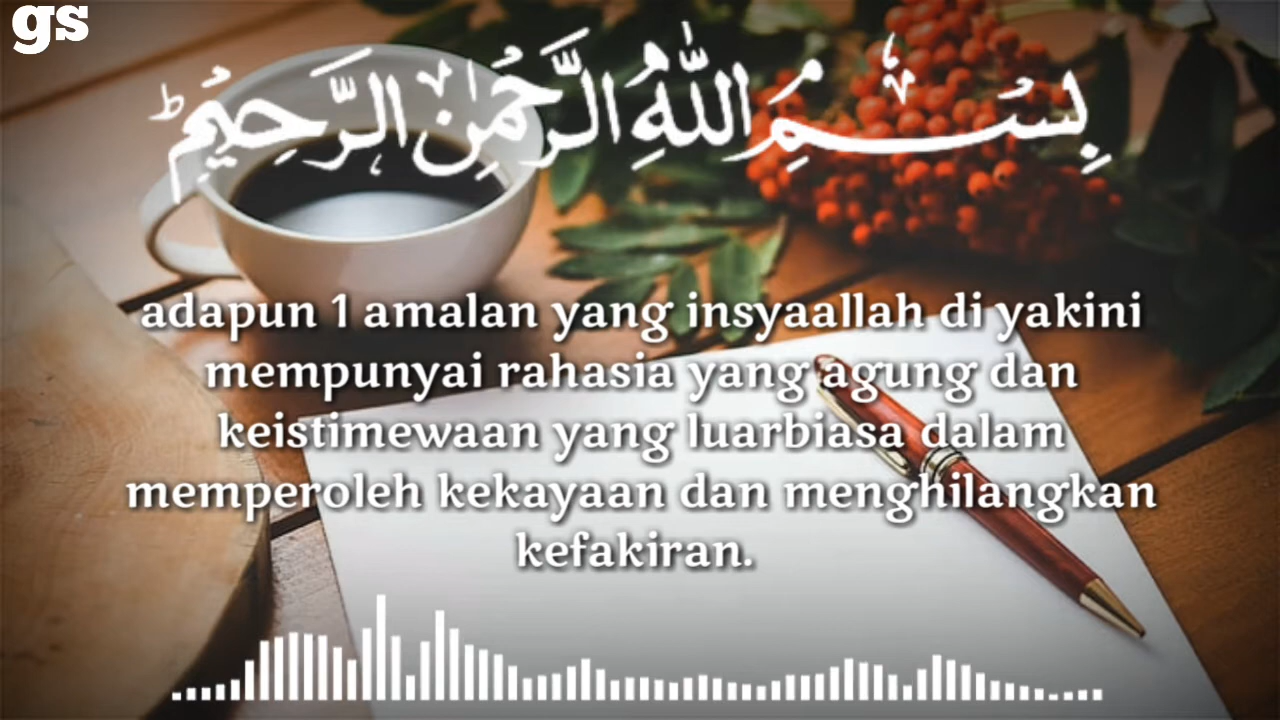 gs
بِسْمِ اللّٰهِ الرَّحْمٰنِ الرَّحِيْمِ
adapun 1 amalan yang insyaallah di yakini
mempunyai rahasia yang agung dan
keistimewaan yang luarbiasa dalam
memperoleh kekayaan dan menghilangkan
kefakiran.